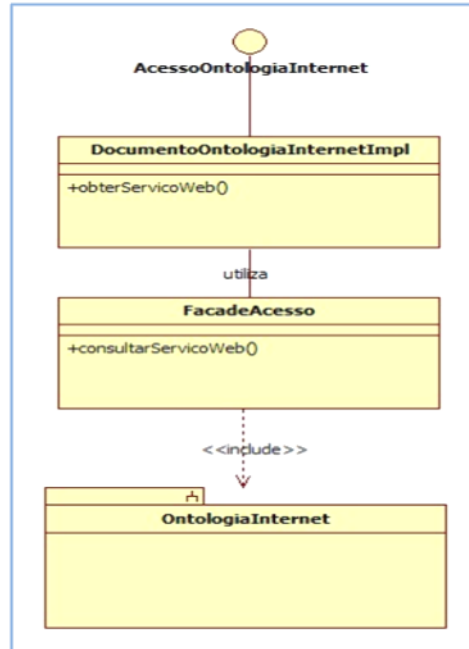 AcessoOntologiaInternet
DocumentoOntologiaInternetImpl
+obterServicoWeb()
utiliza
FacadeAcesso
+consultarServicoWeb()
<<include>>
OntologiaInternet